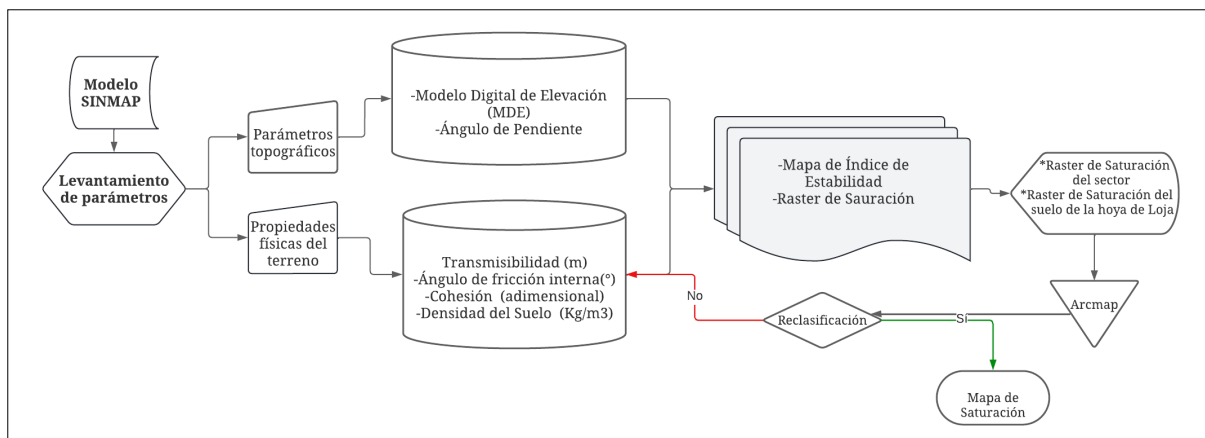 Modelo
SINMAP
Levantamiento
de parámetros
Parámetros
topográficos
Propiedades
físicas del
terreno
-Modelo Digital de Elevación
(MDE)
-Ángulo de Pendiente
Transmisibilidad (m)
-Ángulo de fricción interna(°)
-Cohesión (adimensional)
-Densidad del Suelo (Kg/m3)
-Mapa de Índice de
Estabilidad
-Raster de Sauración
*Raster de Saturación
del sector
*Raster de Saturación del
suelo de la hoya de Loja
Arcmap
Reclasificación
No
Sí
Mapa de
Saturación